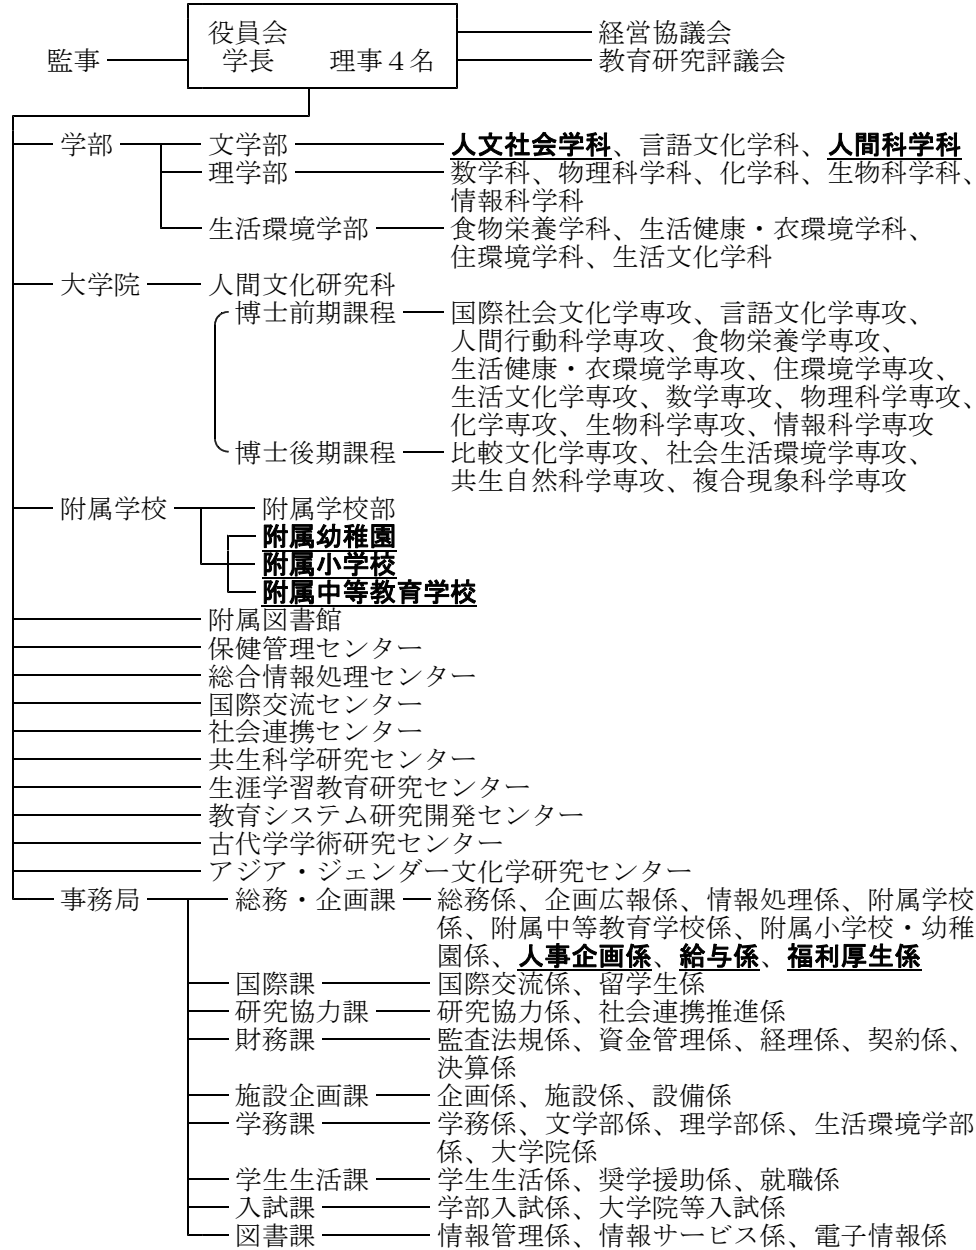 役員会 経営協議会
監事 学長 理事４名 教育研究評議会
学部 文学部 人文社会学科、言語文化学科、人間科学科
理学部 数学科、物理科学科、化学科、生物科学科、
情報科学科
生活環境学部 食物栄養学科、生活健康・衣環境学科、
住環境学科、生活文化学科
大学院 人間文化研究科
博士前期課程 国際社会文化学専攻、言語文化学専攻、
人間行動科学専攻、食物栄養学専攻、
生活健康・衣環境学専攻、住環境学専攻、
生活文化学専攻、数学専攻、物理科学専攻、
化学専攻、生物科学専攻、情報科学専攻
博士後期課程 比較文化学専攻、社会生活環境学専攻、
共生自然科学専攻、複合現象科学専攻
附属学校 附属学校部
附属幼稚園
附属小学校
附属中等教育学校
附属図書館
保健管理センター
総合情報処理センター
国際交流センター
社会連携センター
共生科学研究センター
生涯学習教育研究センター
教育システム研究開発センター
古代学学術研究センター
アジア・ジェンダー文化学研究センター
事務局 総務・企画課 総務係、企画広報係、情報処理係、附属学校
係、附属中等教育学校係、附属小学校・幼稚
園係、人事企画係、給与係、福利厚生係
国際課 国際交流係、留学生係
研究協力課 研究協力係、社会連携推進係
財務課 監査法規係、資金管理係、経理係、契約係、
決算係
施設企画課 企画係、施設係、設備係
学務課 学務係、文学部係、理学部係、生活環境学部
係、大学院係
学生生活課 学生生活係、奨学援助係、就職係
入試課 学部入試係、大学院等入試係
図書課 情報管理係、情報サービス係、電子情報係